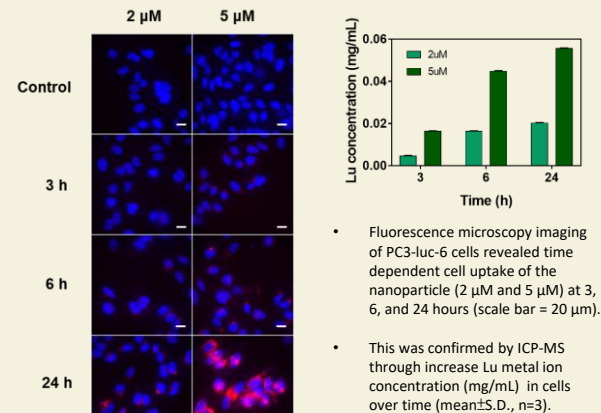 2 µM 5 µM
Control
3 h
6 h
24 h
Lu concentration (mg/mL)
0.06
0.04
0.02
0.00
2uM
5uM
3 6 24
Time (h)
• Fluorescence microscopy imaging
of PC3-luc-6 cells revealed time
dependent cell uptake of the
nanoparticle (2 µM and 5 µM) at 3,
6, and 24 hours (scale bar = 20 µm).
• This was confirmed by ICP-MS
through increase Lu metal ion
concentration (mg/mL) in cells
over time (mean±S.D., n=3).